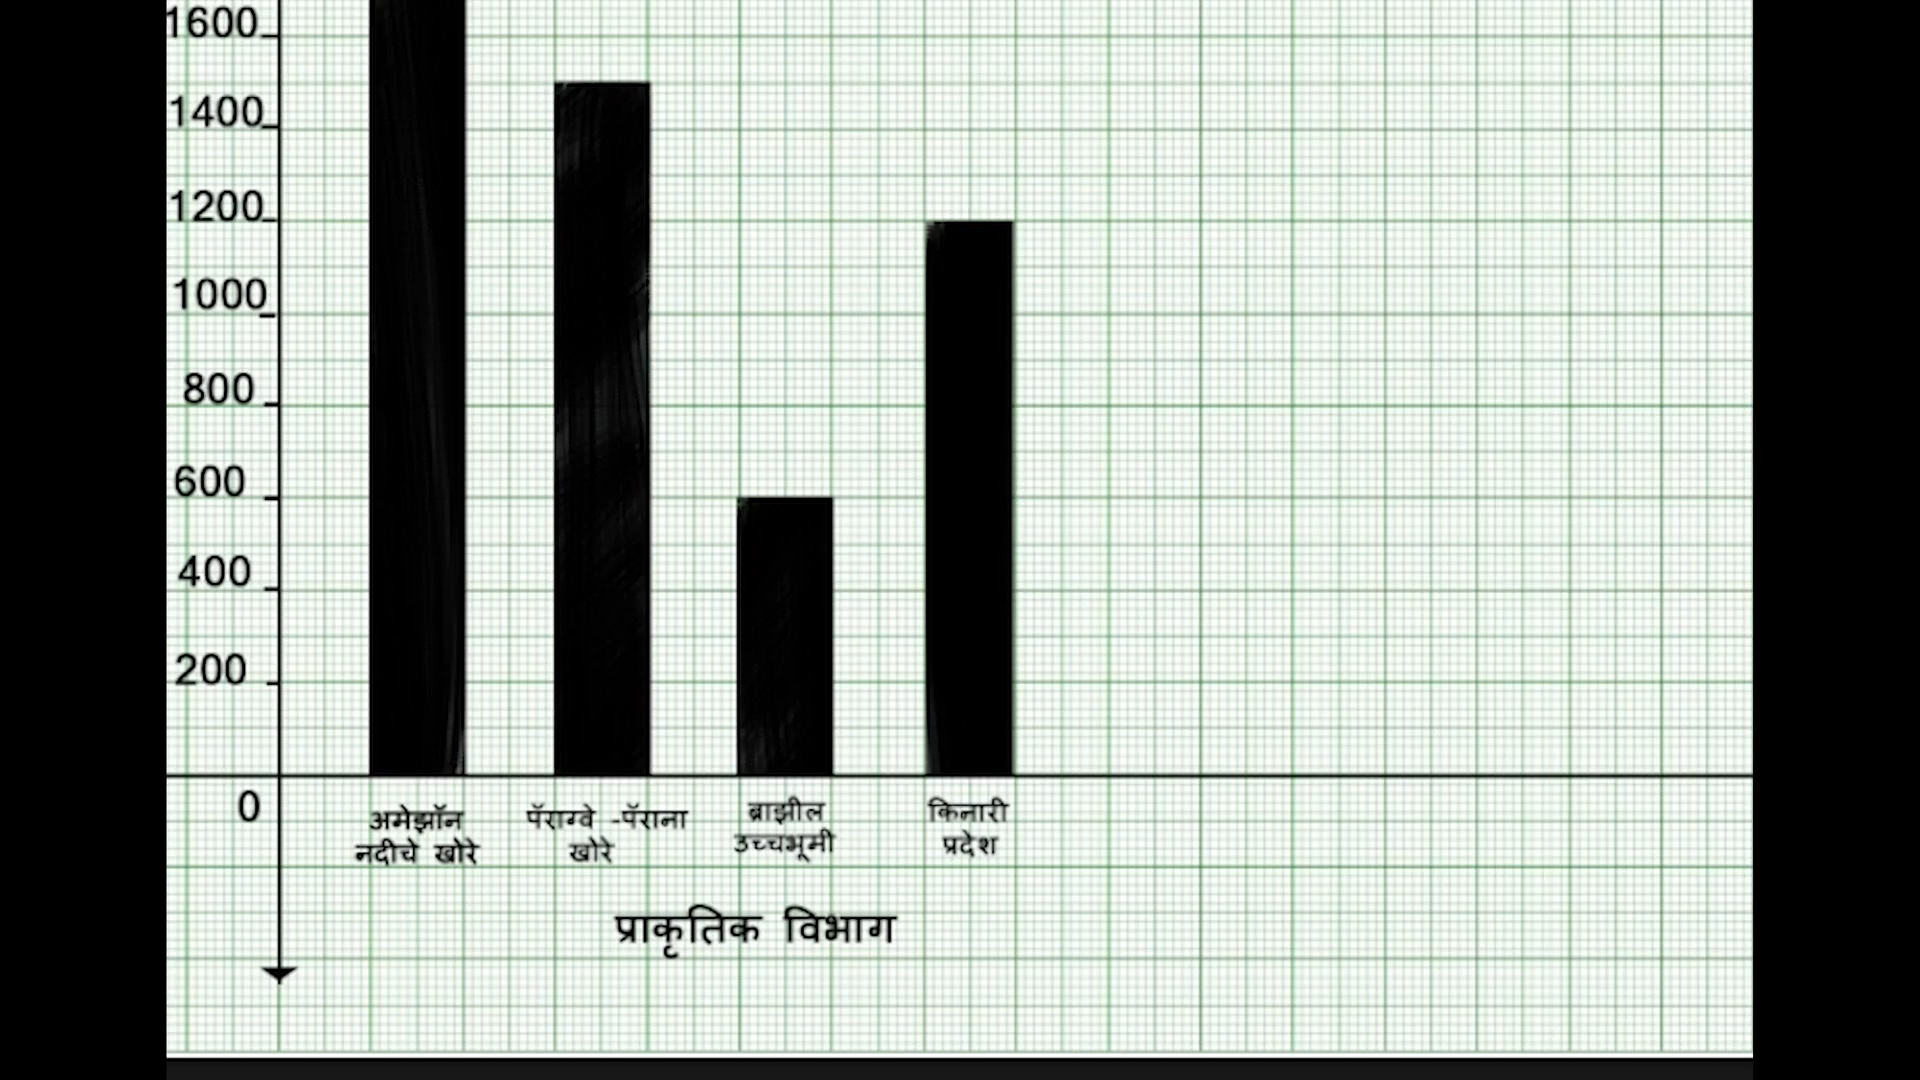 1600
1400
1200
1000
800
600
400
200
0
अमेझॉन
नदीचे खोरे
पॅराग्वे -पॅराना
खोरे
ब्राझील
उच्चभूमी
किनारी
प्रदेश
प्राकृतिक विभाग